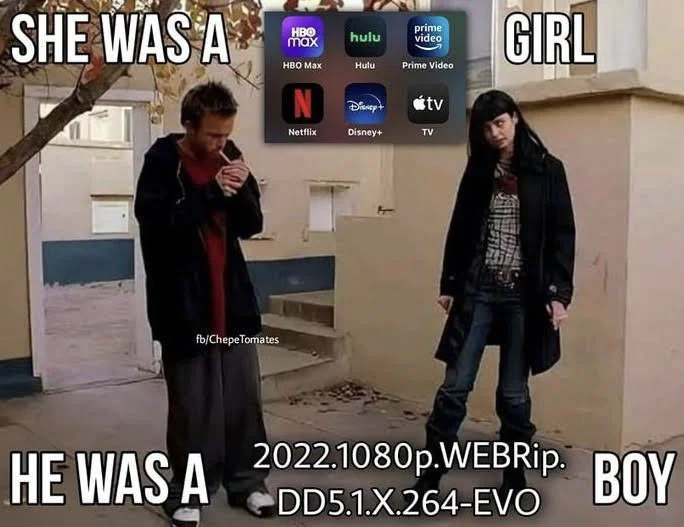 SHE WAS A GIRL
HBO max hulu prime video
HBO Max Hulu Prime Video
N Disney+ tv
Netflix Disney+ TV
fb/ChepeTomates
HE WAS A 2022.1080p.WEBRip. BOY
DD5.1.X.264-EVO